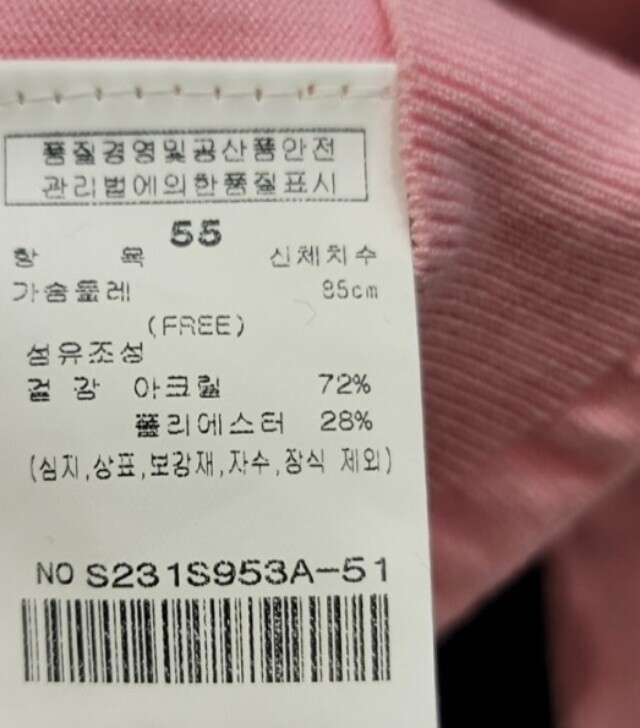 품질경영및공산품안전
관리법에의한품질표시
55
항 목 신체치수
가슴둘레 85cm
(FREE)
섬유조성
겉 감 아크릴 72%
폴리에스터 28%
(심지,상표,보강재,자수,장식 제외)
NO S231S953A-51